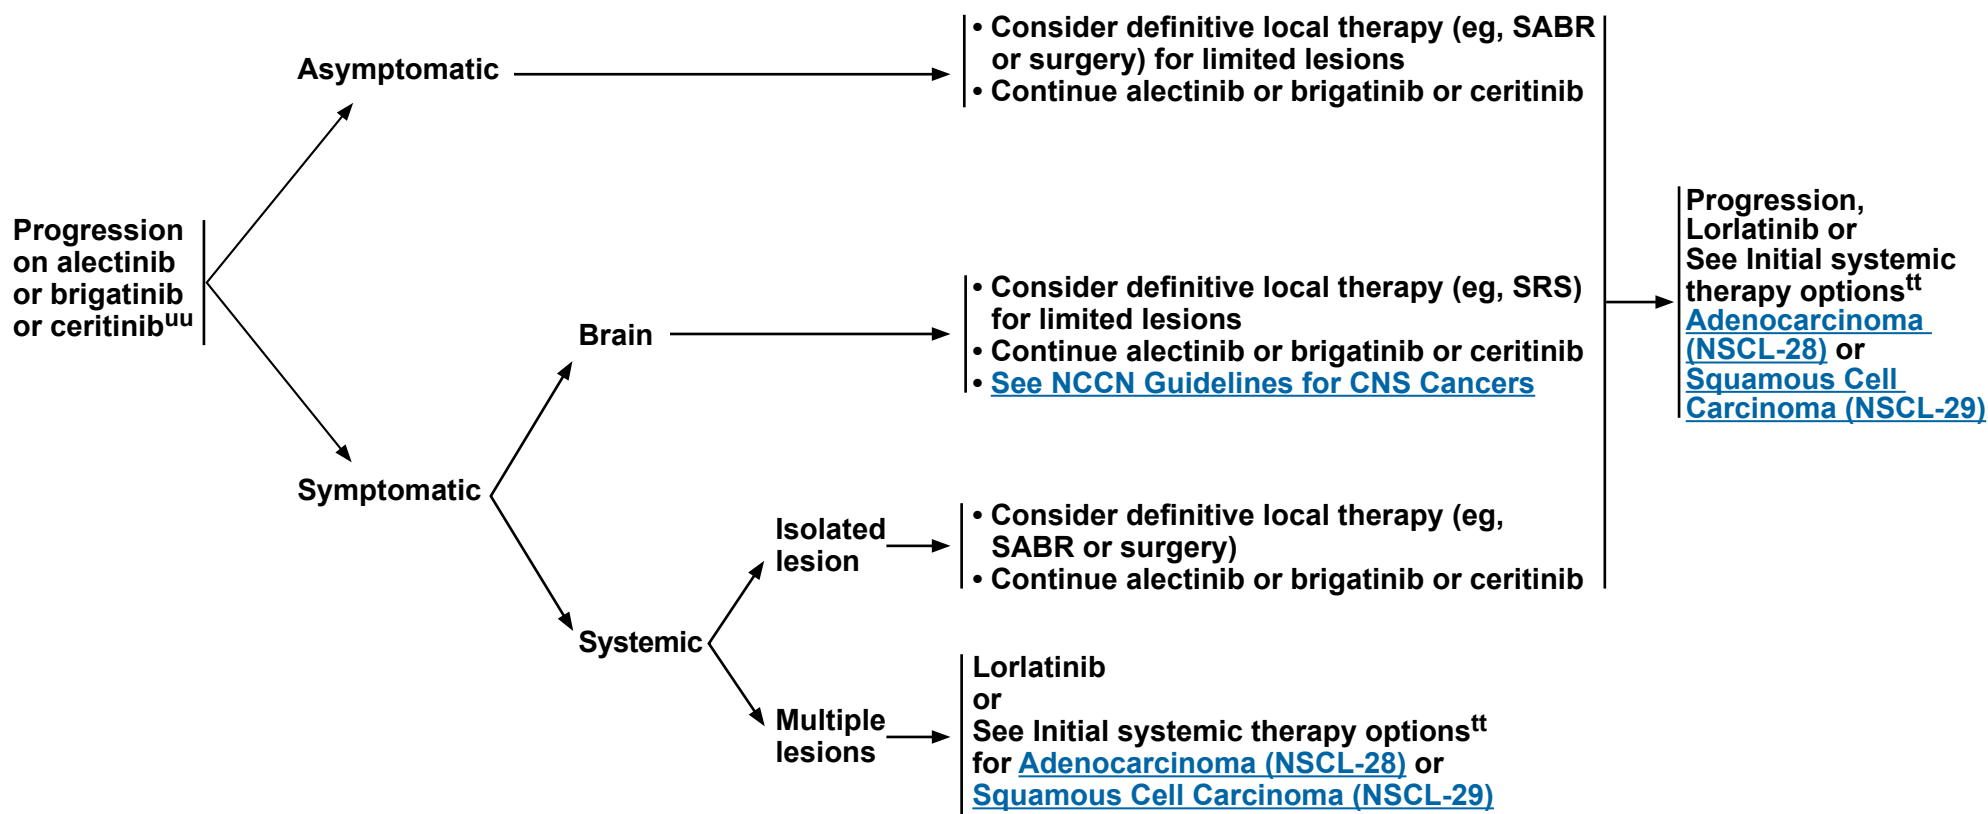 Progression
on alectinib
or brigatinib
or ceritinibuu
Asymptomatic
• Consider definitive local therapy (eg, SABR
or surgery) for limited lesions
• Continue alectinib or brigatinib or ceritinib
Symptomatic
Brain
• Consider definitive local therapy (eg, SRS)
for limited lesions
• Continue alectinib or brigatinib or ceritinib
• See NCCN Guidelines for CNS Cancers
Systemic
Isolated
lesion
• Consider definitive local therapy (eg,
SABR or surgery)
• Continue alectinib or brigatinib or ceritinib
Multiple
lesions
Lorlatinib
or
See Initial systemic therapy optionstt
for Adenocarcinoma (NSCL-28) or
Squamous Cell Carcinoma (NSCL-29)
Progression,
Lorlatinib or
See Initial systemic
therapy optionstt
Adenocarcinoma
(NSCL-28) or
Squamous Cell
Carcinoma (NSCL-29)